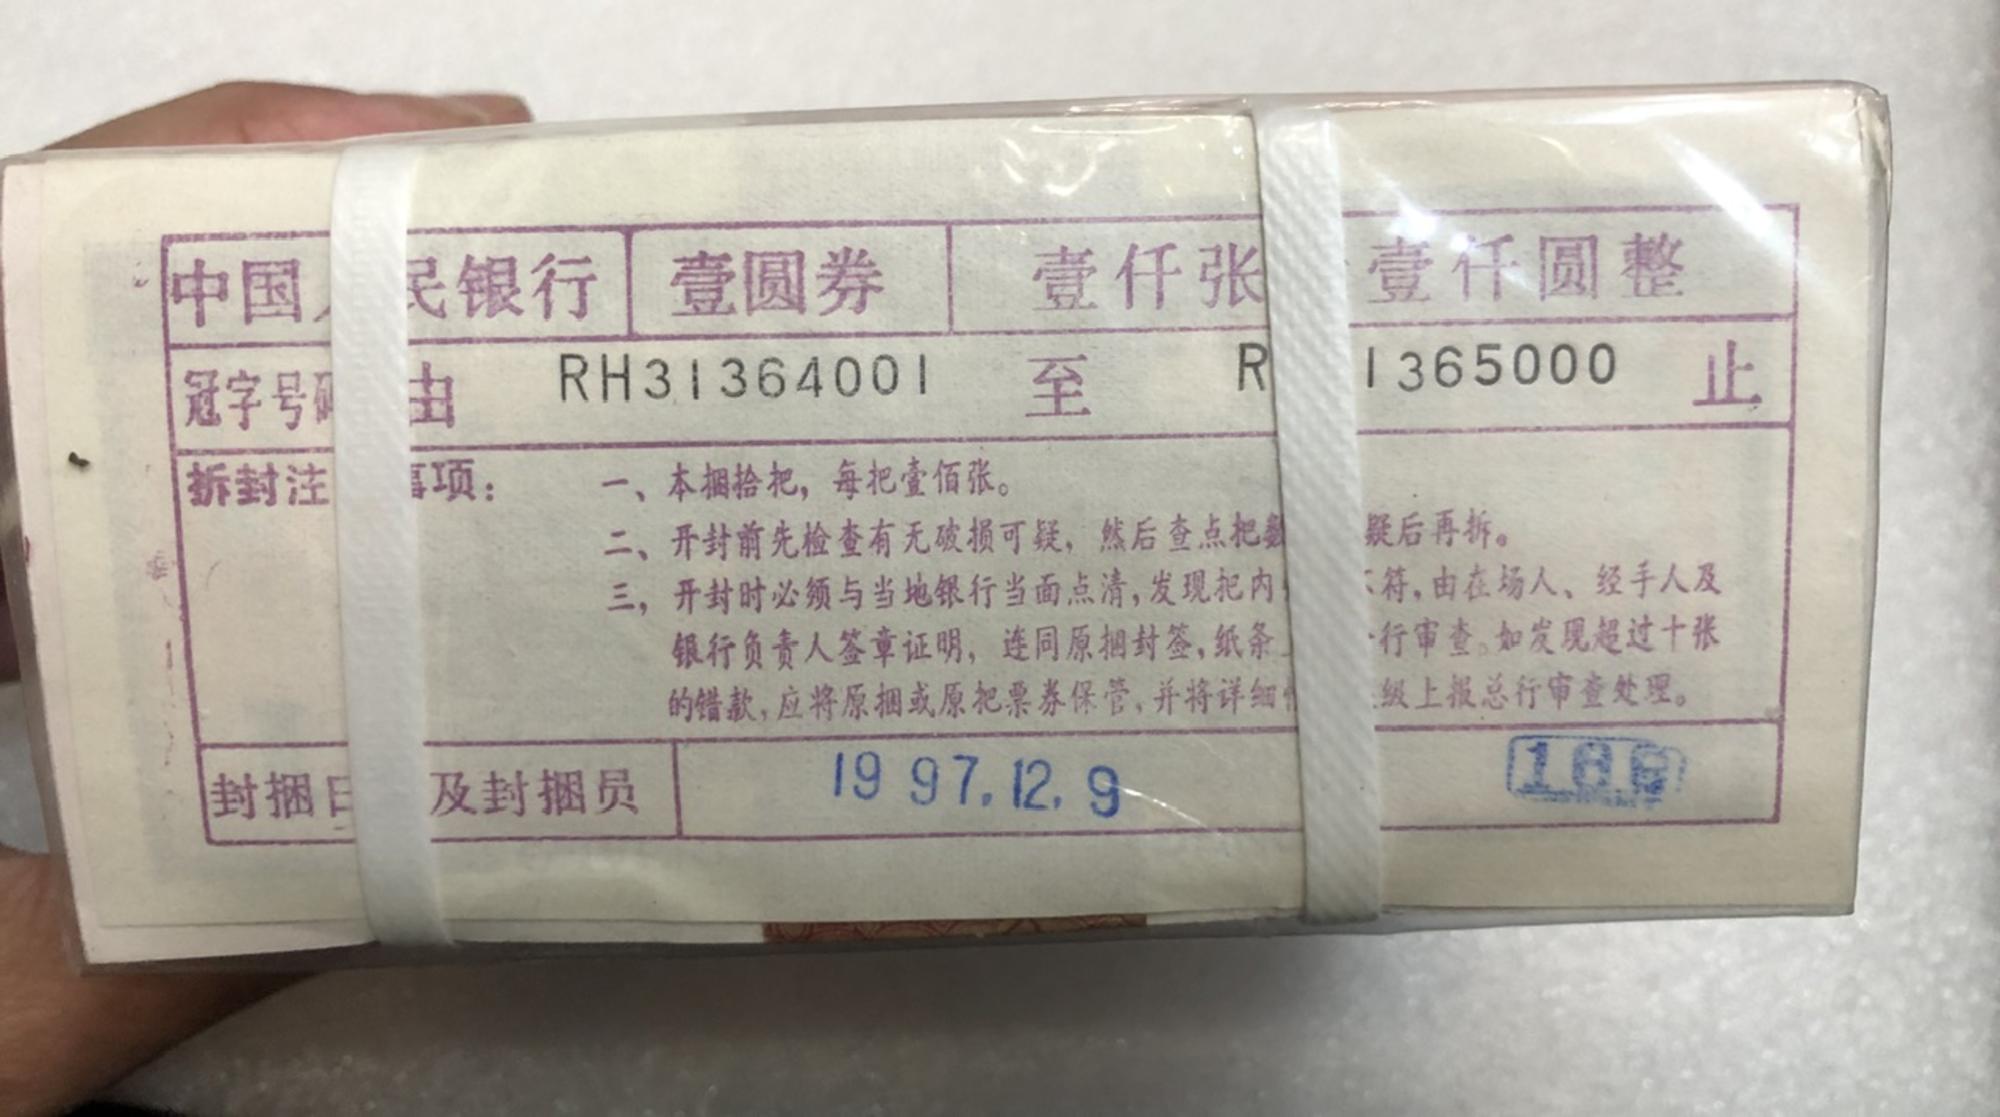 中国 民银行 壹圆券 壹仟张 壹仟圆整
冠字号 由 RH31364001 至 R 1365000 止
拆封注 事项：
一、本捆拾把，每把壹佰张。
二、开封前先检查有无破损可疑，然后查点把 疑后再拆。
三，开封时必须与当地银行当面点清，发现把内 符，由在场人、经手人及
银行负责人签章证明，连同原捆封签，纸条 行审查。如发现超过十张
的错款，应将原捆或原把票券保管，并将详细 级上报总行审查处理。
封捆 及封捆员 1997.12.9